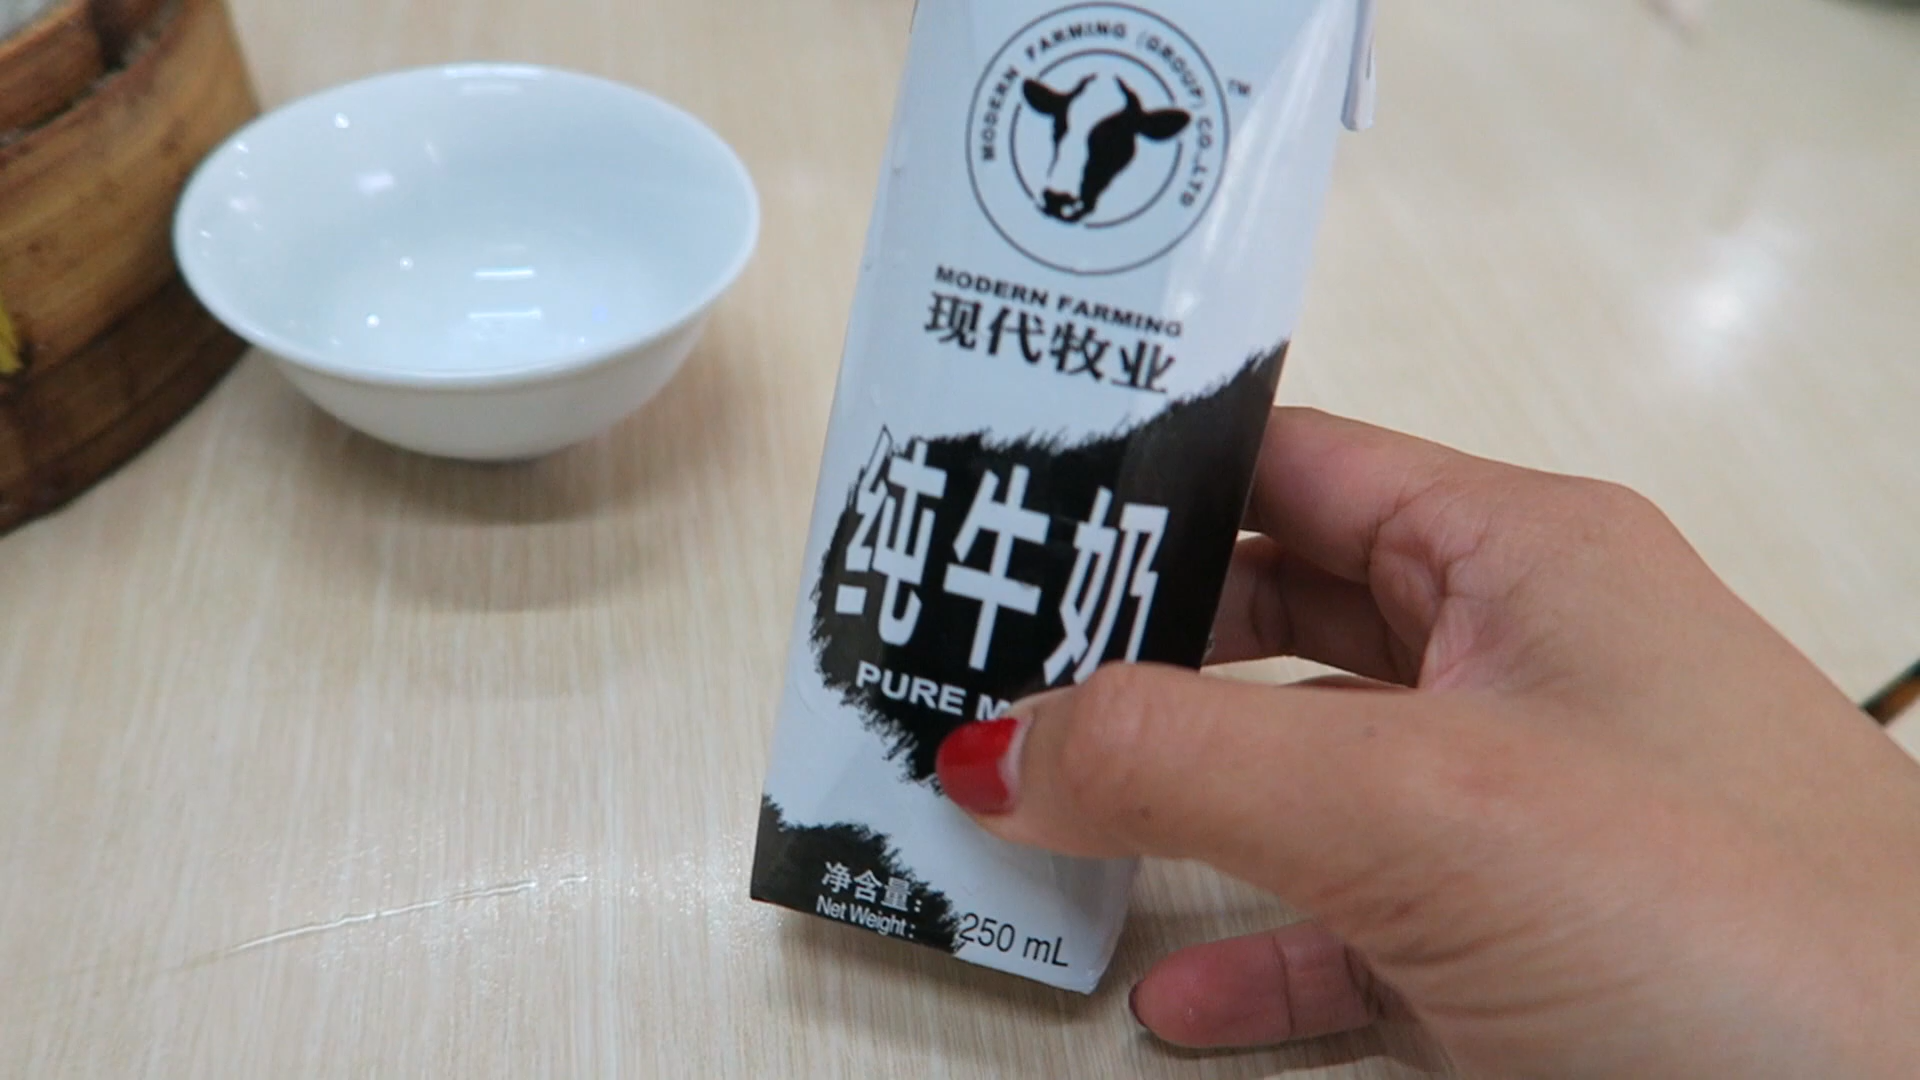 MODERN FARMING (GROUP) CO.,LTD
TM
MODERN FARMING
现代牧业
纯牛奶
PURE
净含量:
Net Weight: 250 mL